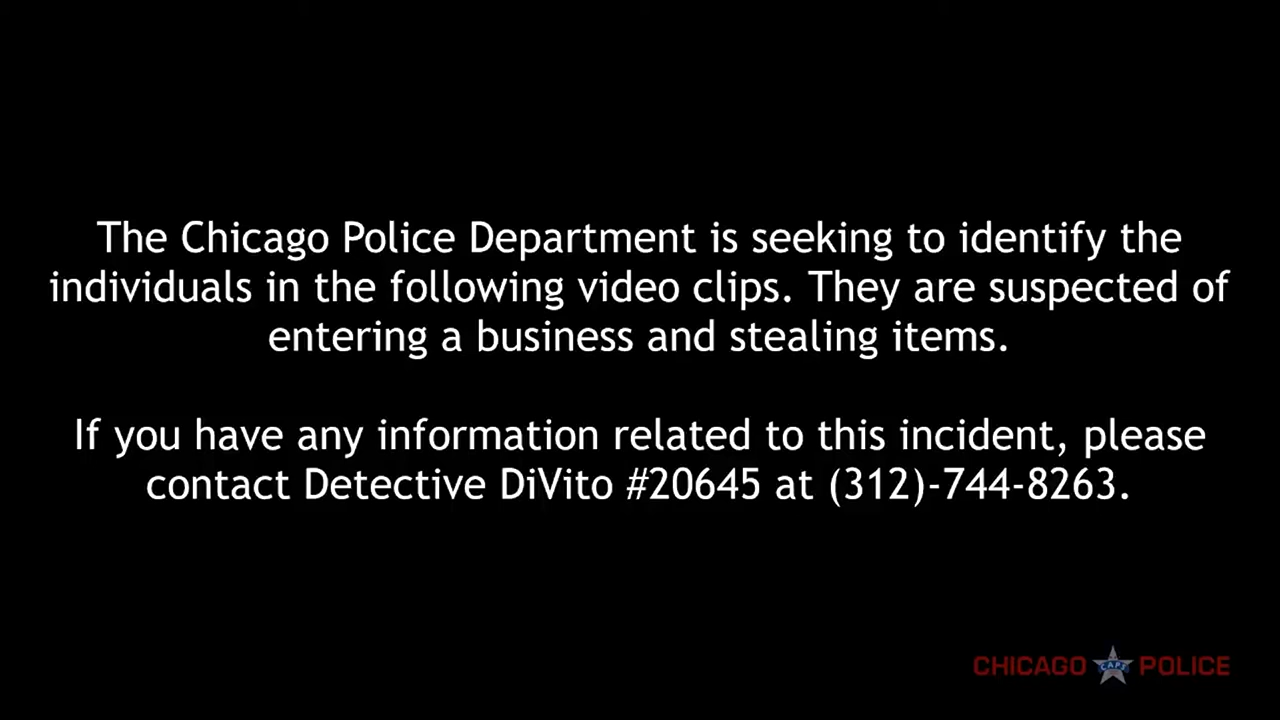 The Chicago Police Department is seeking to identify the
individuals in the following video clips. They are suspected of
entering a business and stealing items.
If you have any information related to this incident, please
contact Detective DiVito #20645 at (312)-744-8263.
CHICAGO CAPS POLICE